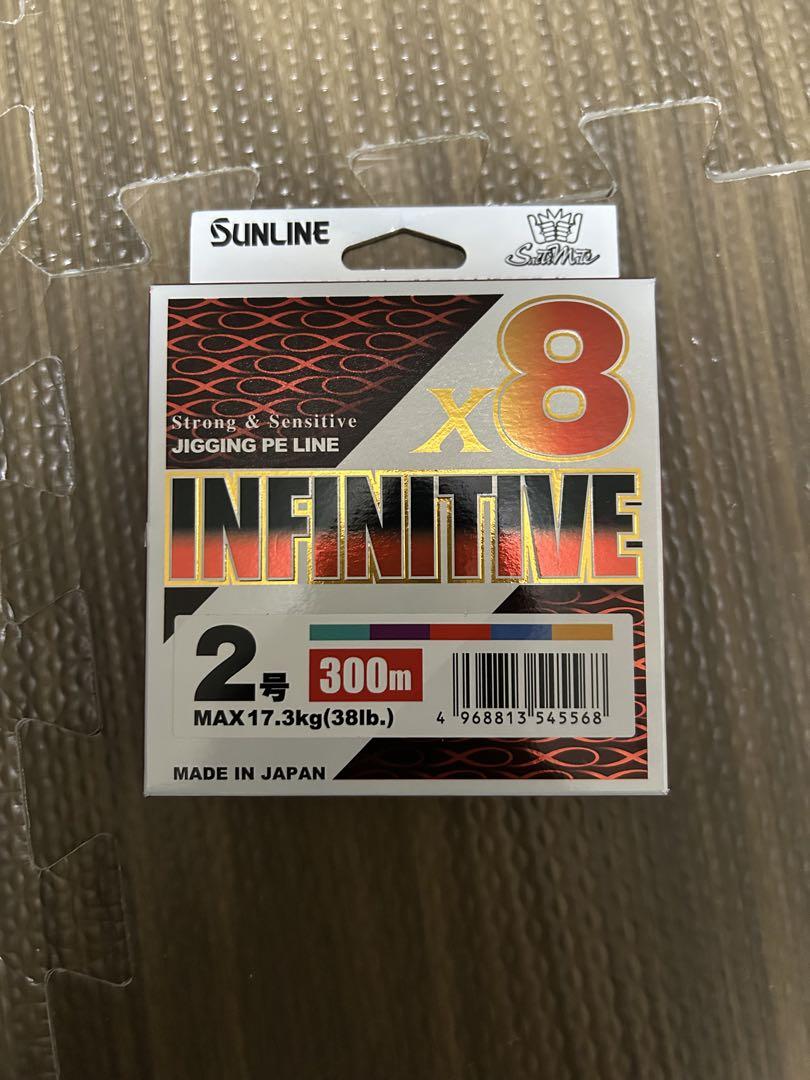 SUNLINE
SaltiMate
x8
Strong & Sensitive
JIGGING PE LINE
INFINITIVE
2号
300m
MAX17.3kg(38lb.)
4 968813 545568
MADE IN JAPAN